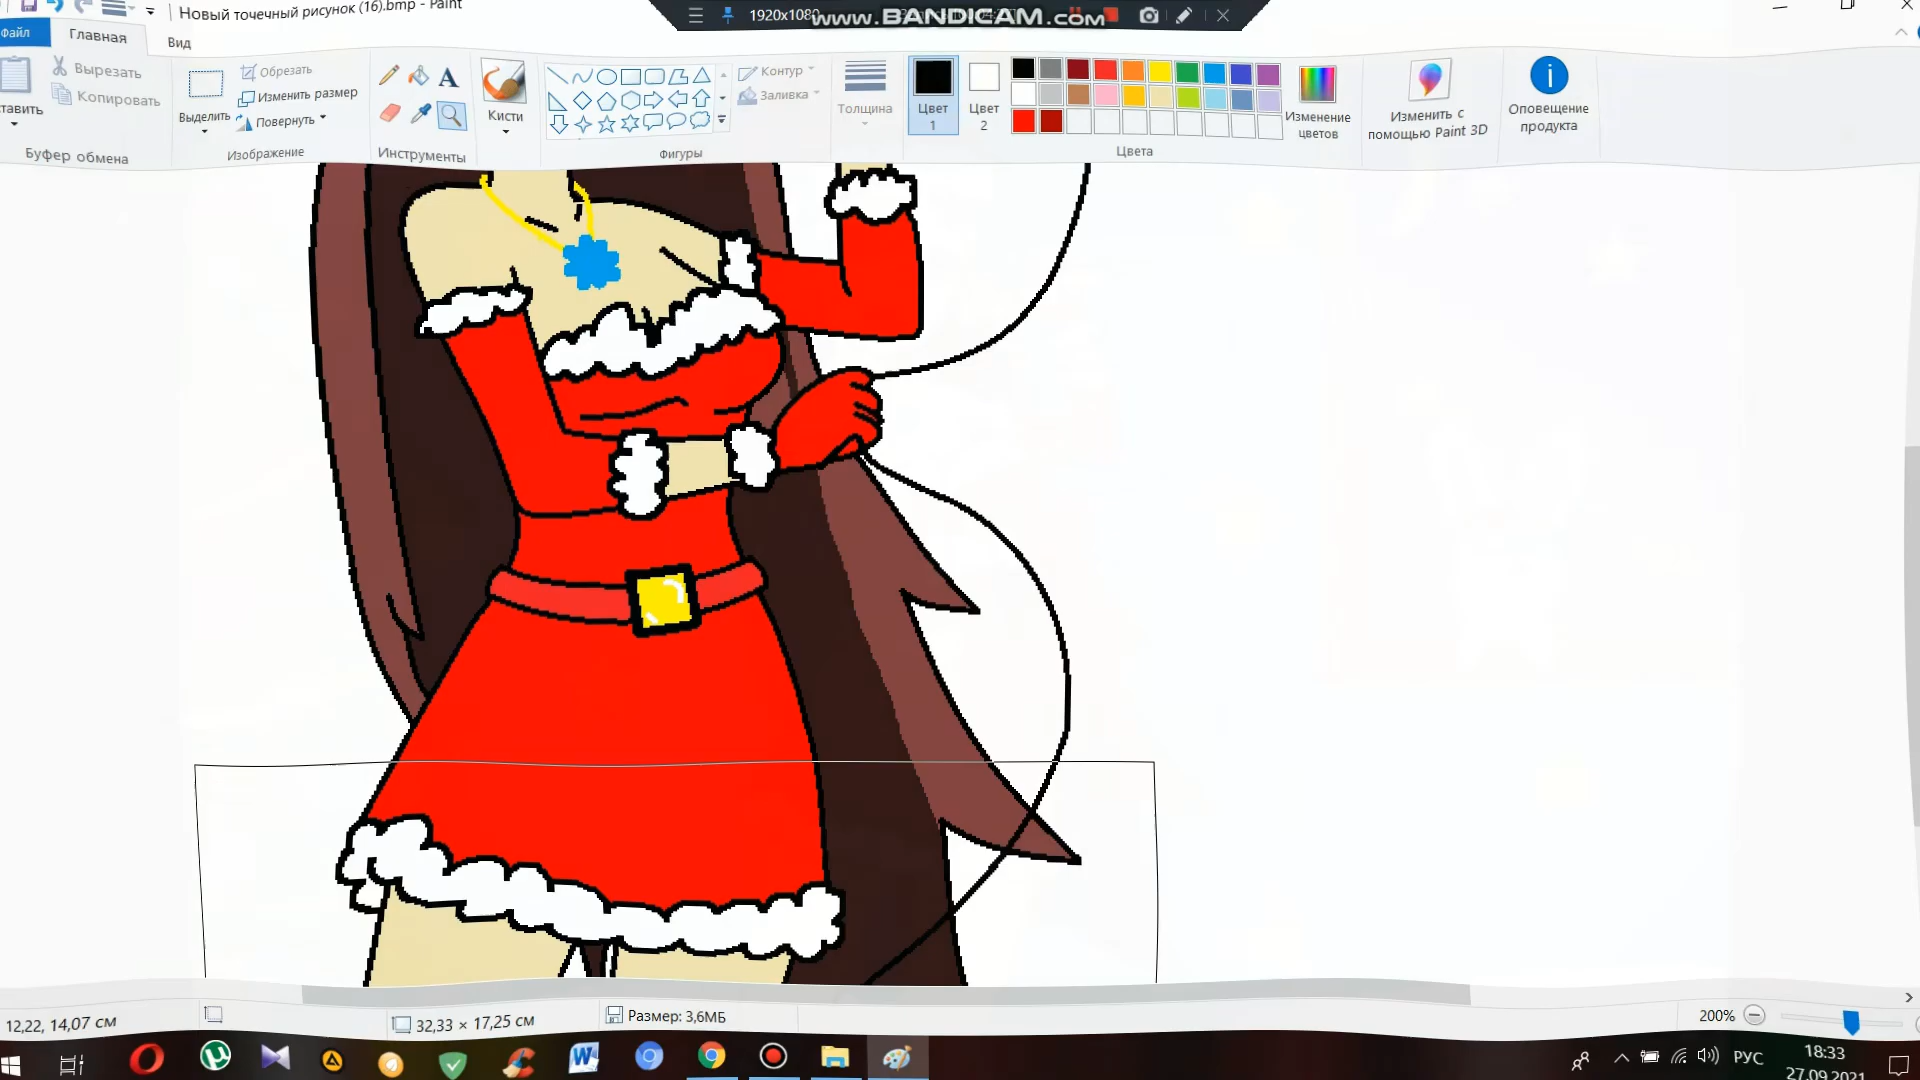 Новый точечный рисунок (16).bmp - Paint
1920x1080
www.BANDICAM.com
Файл
Главная
Вид
Вырезать
Копировать
Буфер обмена
Выделить
Обрезать
Изменить размер
Повернуть
Изображение
Инструменты
Кисти
Фигуры
Контур
Заливка
Толщина
Цвет
1
Цвет
2
Цвета
Изменение
цветов
Изменить с
помощью Paint 3D
Оповещение
продукта
12,22, 14,07 см
32,33 × 17,25 см
Размер: 3,6МБ
200%
РУС
18:33
27.09.2021